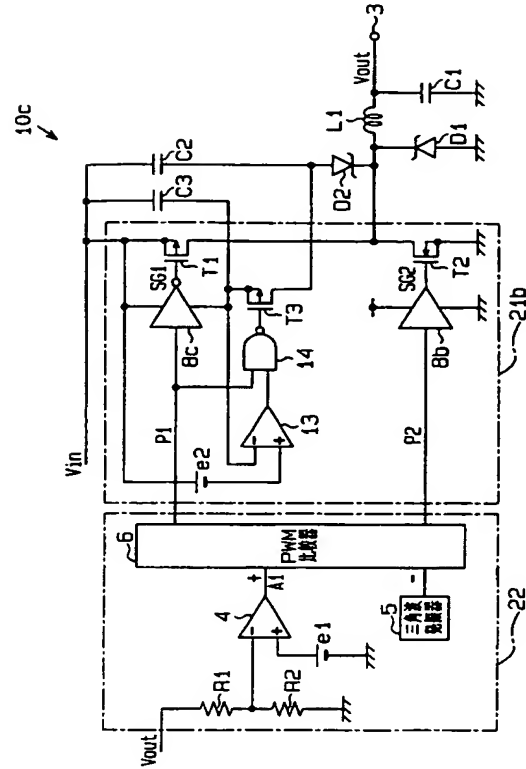 10c
Vin
C2
C3
3
Vout
L1
C1
D1
D2
SG1
T1
8c
T3
14
13
P1
e2
SG2
T2
8b
P2
21b
6
PWM
比較器
A1
+
-
4
-
+
e1
5
三角波
発振器
R1
R2
Vout
22
-
+